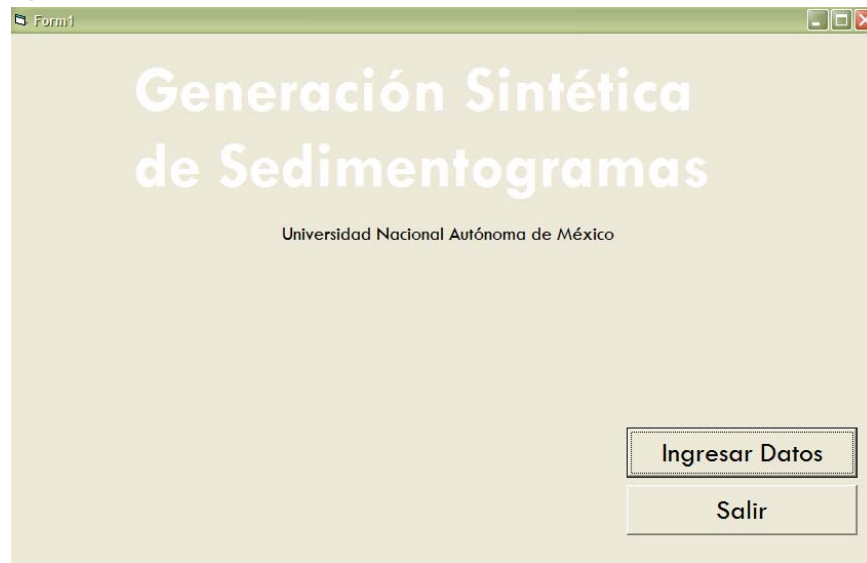 Form1
Generación Sintética
de Sedimentogramas
Universidad Nacional Autónoma de México
Ingresar Datos
Salir